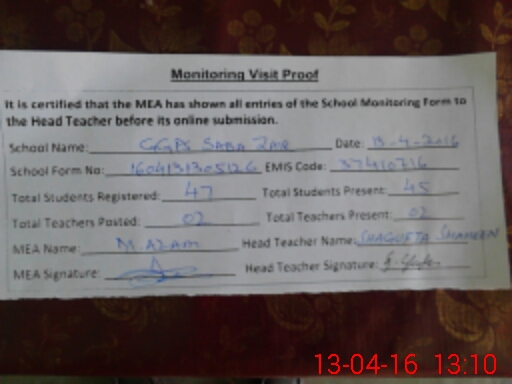 Monitoring Visit Proof
It is certified that the MEA has shown all entries of the School Monitoring Form to
the Head Teacher before its online submission.
School Name: GGPS SABA ZAR Date: 13-4-2016
School Form No: 1604131305126 EMIS Code: 37410716
Total Students Registered: 47 Total Students Present: 45
Total Teachers Posted: 02 Total Teachers Present: 02
MEA Name: M AZAM Head Teacher Name: SHAGUFTA SHAHEEN
MEA Signature: Head Teacher Signature:
13-04-16 13:10